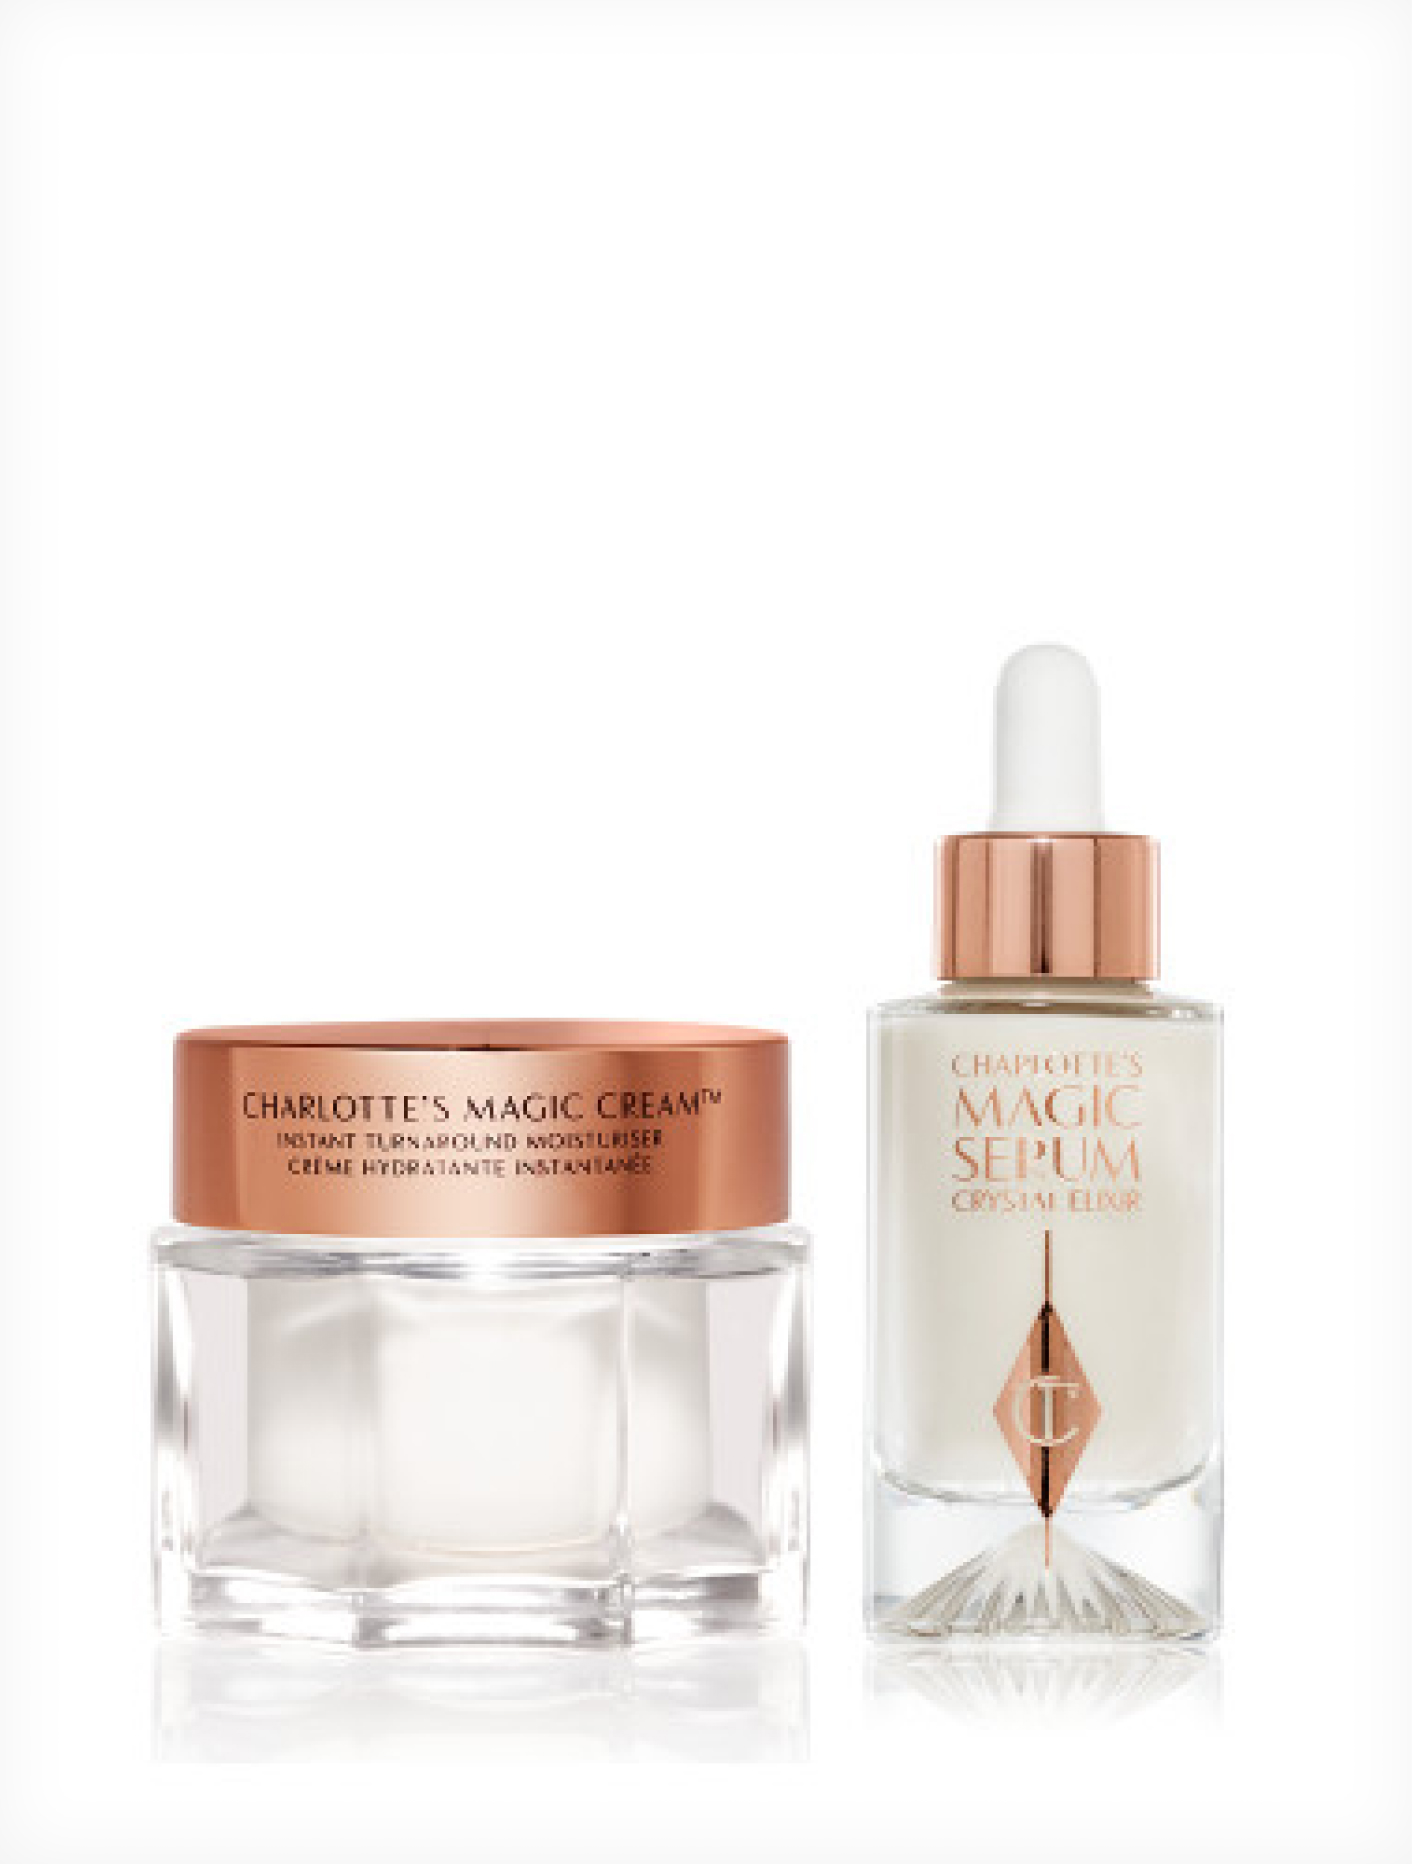 CHARLOTTE'S MAGIC CREAM™
INSTANT TURNAROUND MOISTURISER
CRÈME HYDRATANTE INSTANTANÉE
CHARLOTTE'S
MAGIC
SERUM
CRYSTAL ELIXIR
CT